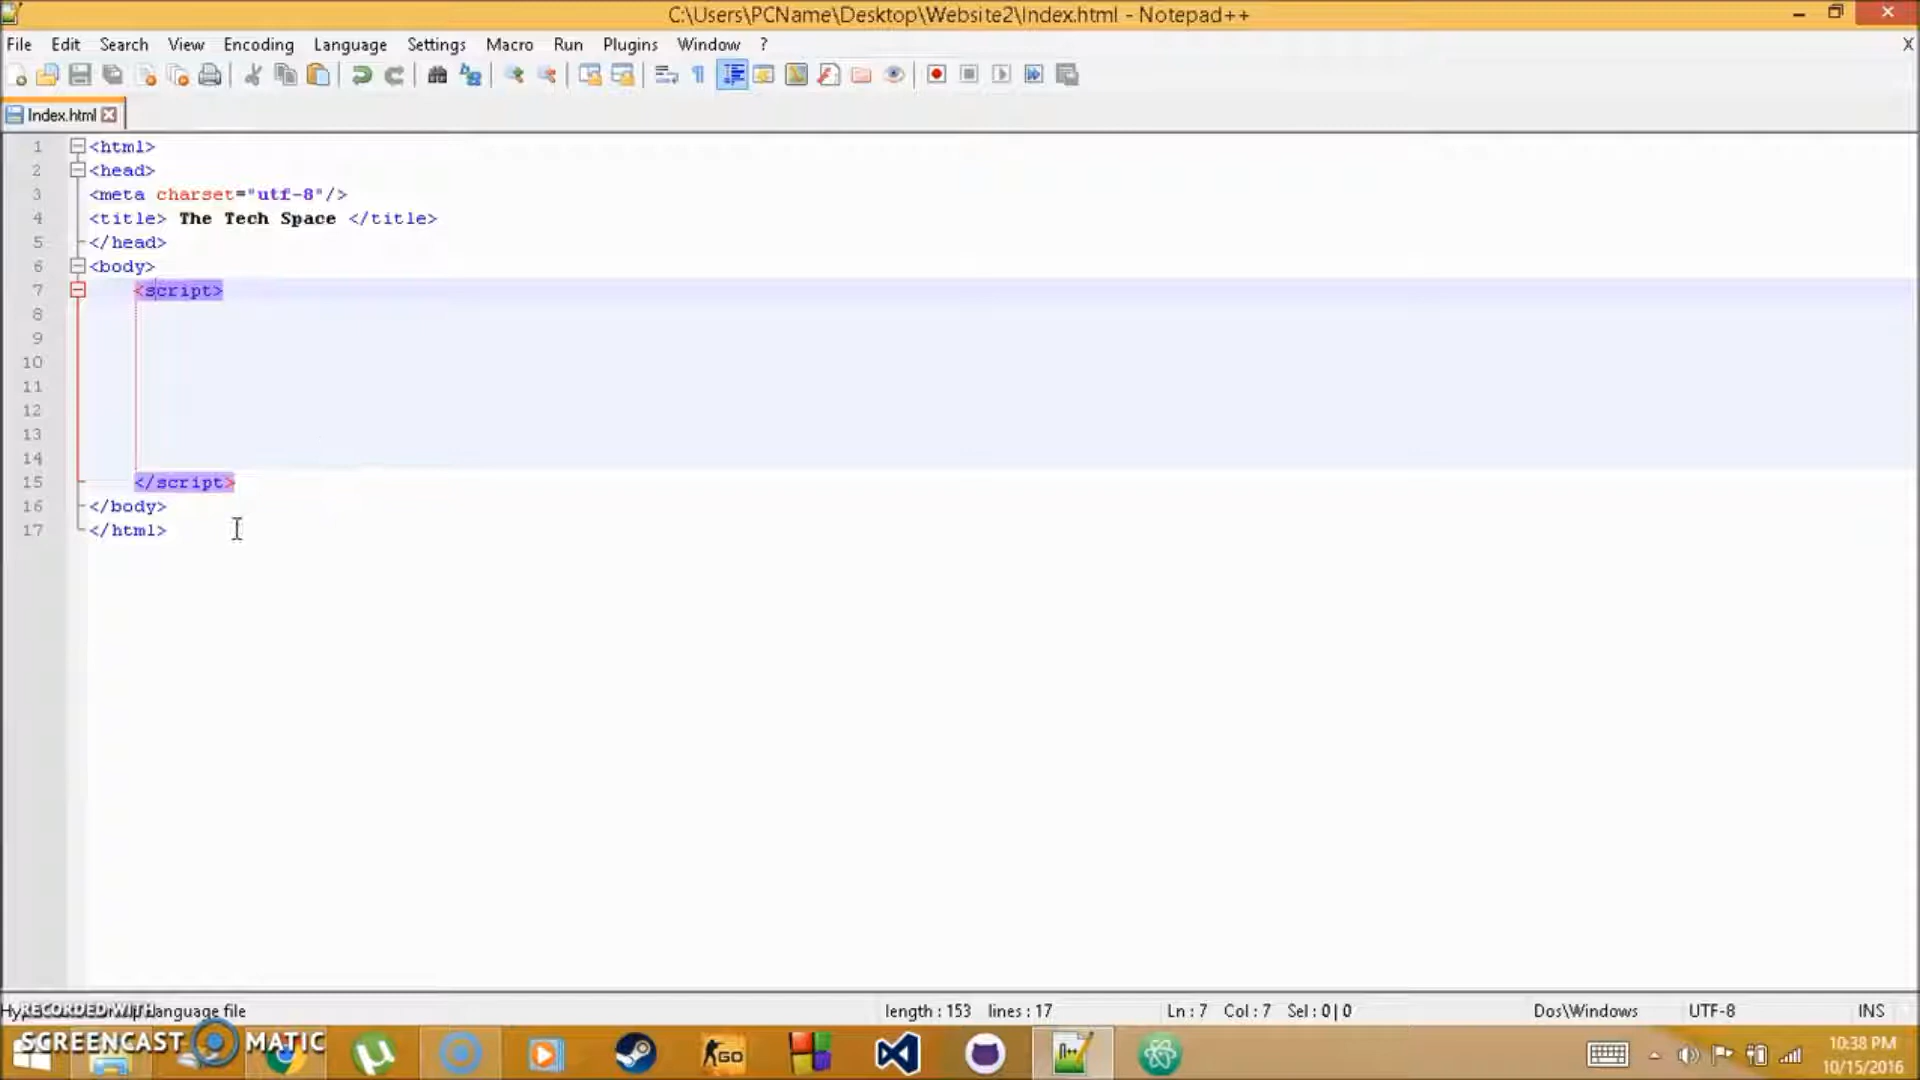 C:\Users\PCName\Desktop\Website2\Index.html - Notepad++
File Edit Search View Encoding Language Settings Macro Run Plugins Window ? X
Index.html
1 <html>
2 <head>
3 <meta charset="utf-8"/>
4 <title> The Tech Space </title>
5 </head>
6 <body>
7 <script>
8
9
10
11
12
13
14
15 </script>
16 </body>
17 </html>
language file length : 153 lines : 17 Ln : 7 Col : 7 Sel : 0 | 0 Dos\Windows UTF-8 INS
RECORDED WITH
SCREENCAST MATIC
GO
10:38 PM
10/15/2016